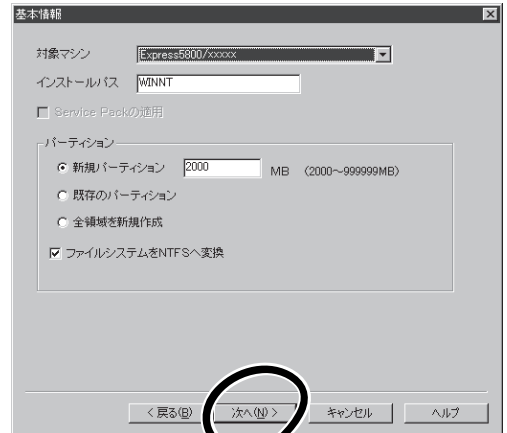 基本情報
対象マシン Express5800/xxxxx
インストールパス WINNT
Service Packの適用
パーティション
新規パーティション 2000 MB (2000～999999MB)
既存のパーティション
全領域を新規作成
ファイルシステムをNTFSへ変換
< 戻る(B) 次へ(N) > キャンセル ヘルプ